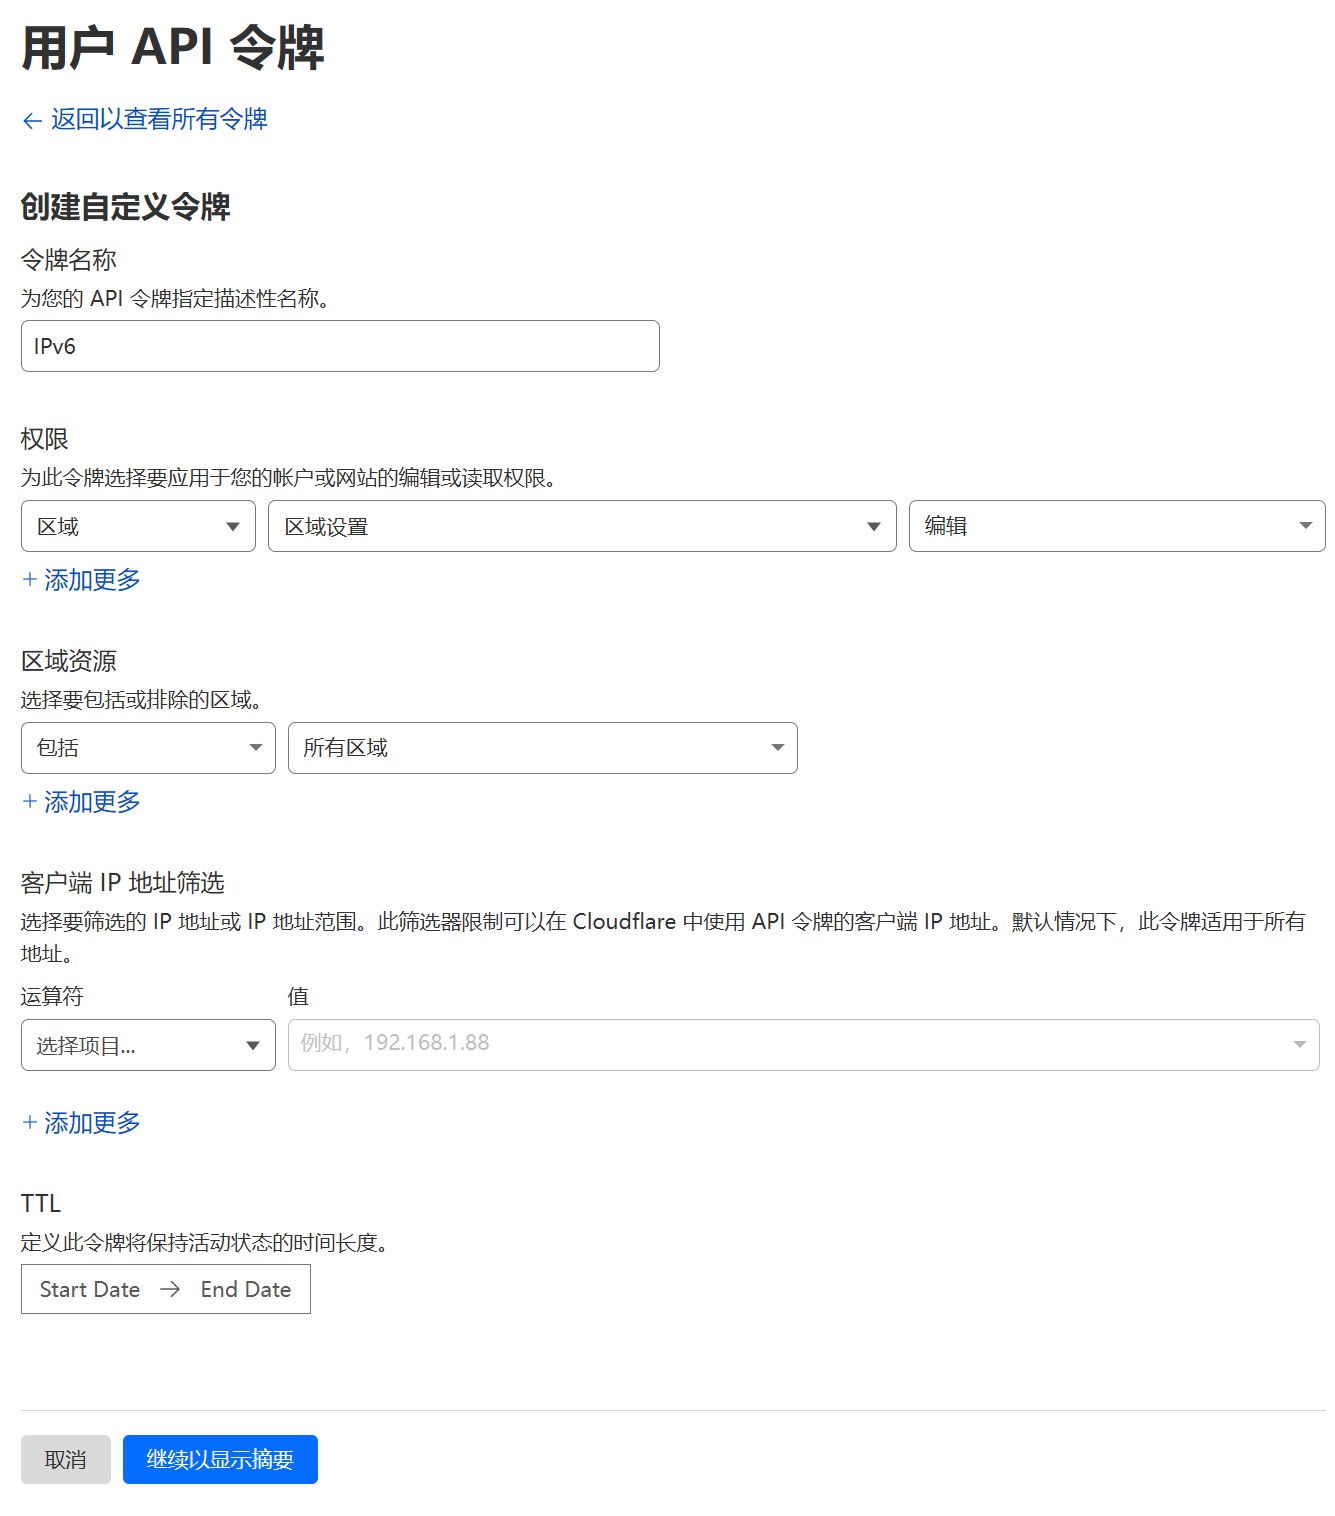 用户 API 令牌
← 返回以查看所有令牌
创建自定义令牌
令牌名称
为您的 API 令牌指定描述性名称。
IPv6
权限
为此令牌选择要应用于您的帐户或网站的编辑或读取权限。
区域 区域设置 编辑
+ 添加更多
区域资源
选择要包括或排除的区域。
包括 所有区域
+ 添加更多
客户端 IP 地址筛选
选择要筛选的 IP 地址或 IP 地址范围。此筛选器限制可以在 Cloudflare 中使用 API 令牌的客户端 IP 地址。默认情况下，此令牌适用于所有
地址。
运算符 值
选择项目... 例如，192.168.1.88
+ 添加更多
TTL
定义此令牌将保持活动状态的时间长度。
Start Date → End Date
取消 继续以显示摘要